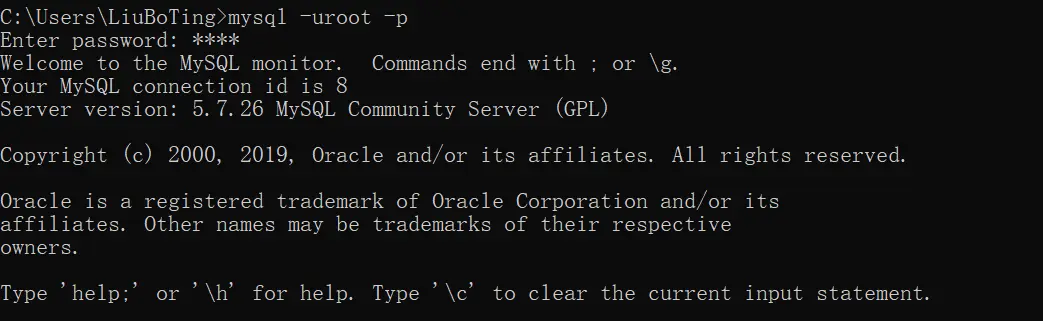 C:\Users\LiuBoTing>mysql -uroot -p
Enter password: ****
Welcome to the MySQL monitor.  Commands end with ; or \g.
Your MySQL connection id is 8
Server version: 5.7.26 MySQL Community Server (GPL)
Copyright (c) 2000, 2019, Oracle and/or its affiliates. All rights reserved.
Oracle is a registered trademark of Oracle Corporation and/or its
affiliates. Other names may be trademarks of their respective
owners.
Type 'help;' or '\h' for help. Type '\c' to clear the current input statement.